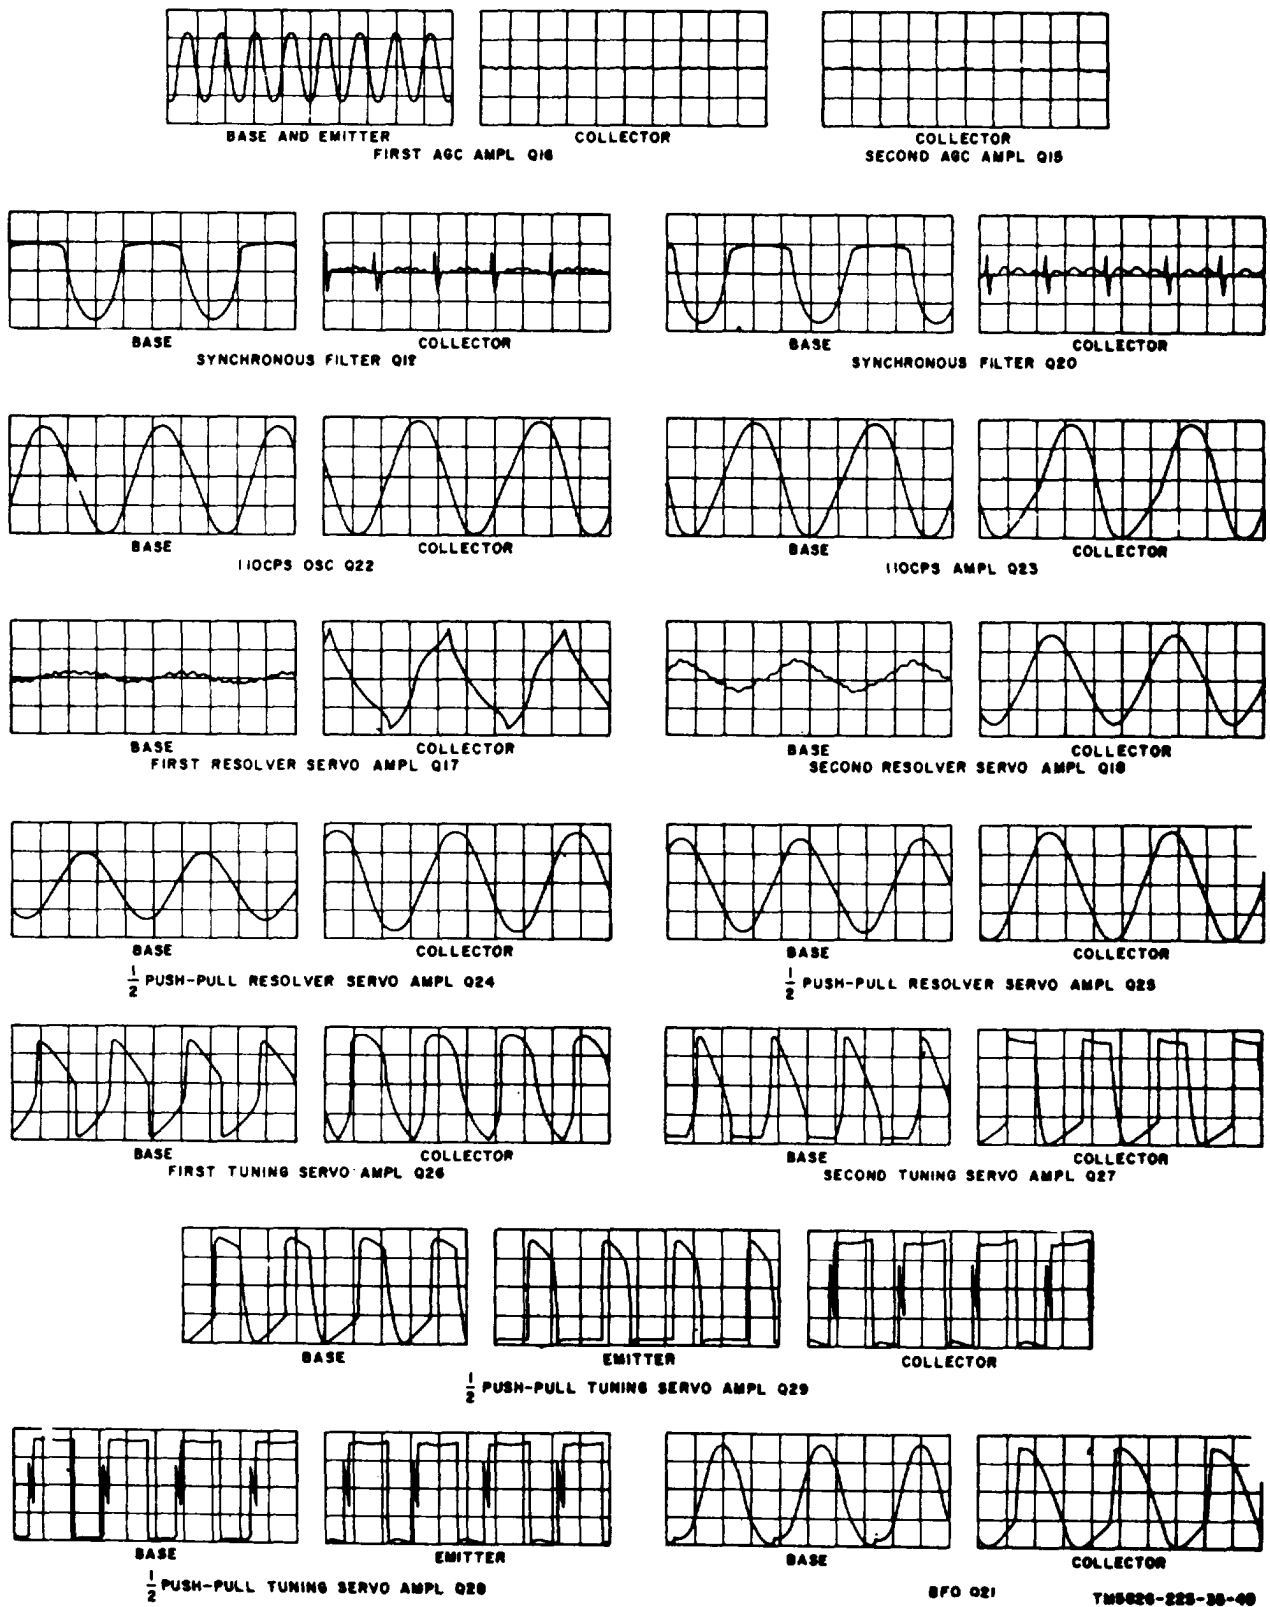 BASE AND EMITTER
COLLECTOR
COLLECTOR
FIRST AGC AMPL Q16
SECOND AGC AMPL Q15
BASE
COLLECTOR
BASE
COLLECTOR
SYNCHRONOUS FILTER
SYNCHRONOUS FILTER Q20
BASE
COLLECTOR
BASE
COLLECTOR
110CPS OSC Q22
110CPS AMPL Q23
BASE
COLLECTOR
BASE
COLLECTOR
FIRST RESOLVER SERVO AMPL Q17
SECOND RESOLVER SERVO AMPL Q18
BASE
COLLECTOR
BASE
COLLECTOR
1/2 PUSH-PULL RESOLVER SERVO AMPL Q24
1/2 PUSH-PULL RESOLVER SERVO AMPL Q25
BASE
COLLECTOR
BASE
COLLECTOR
FIRST TUNING SERVO AMPL Q26
SECOND TUNING SERVO AMPL Q27
BASE
EMITTER
COLLECTOR
1/2 PUSH-PULL TUNING SERVO AMPL Q29
BASE
EMITTER
BASE
COLLECTOR
1/2 PUSH-PULL TUNING SERVO AMPL Q28
BFO Q21